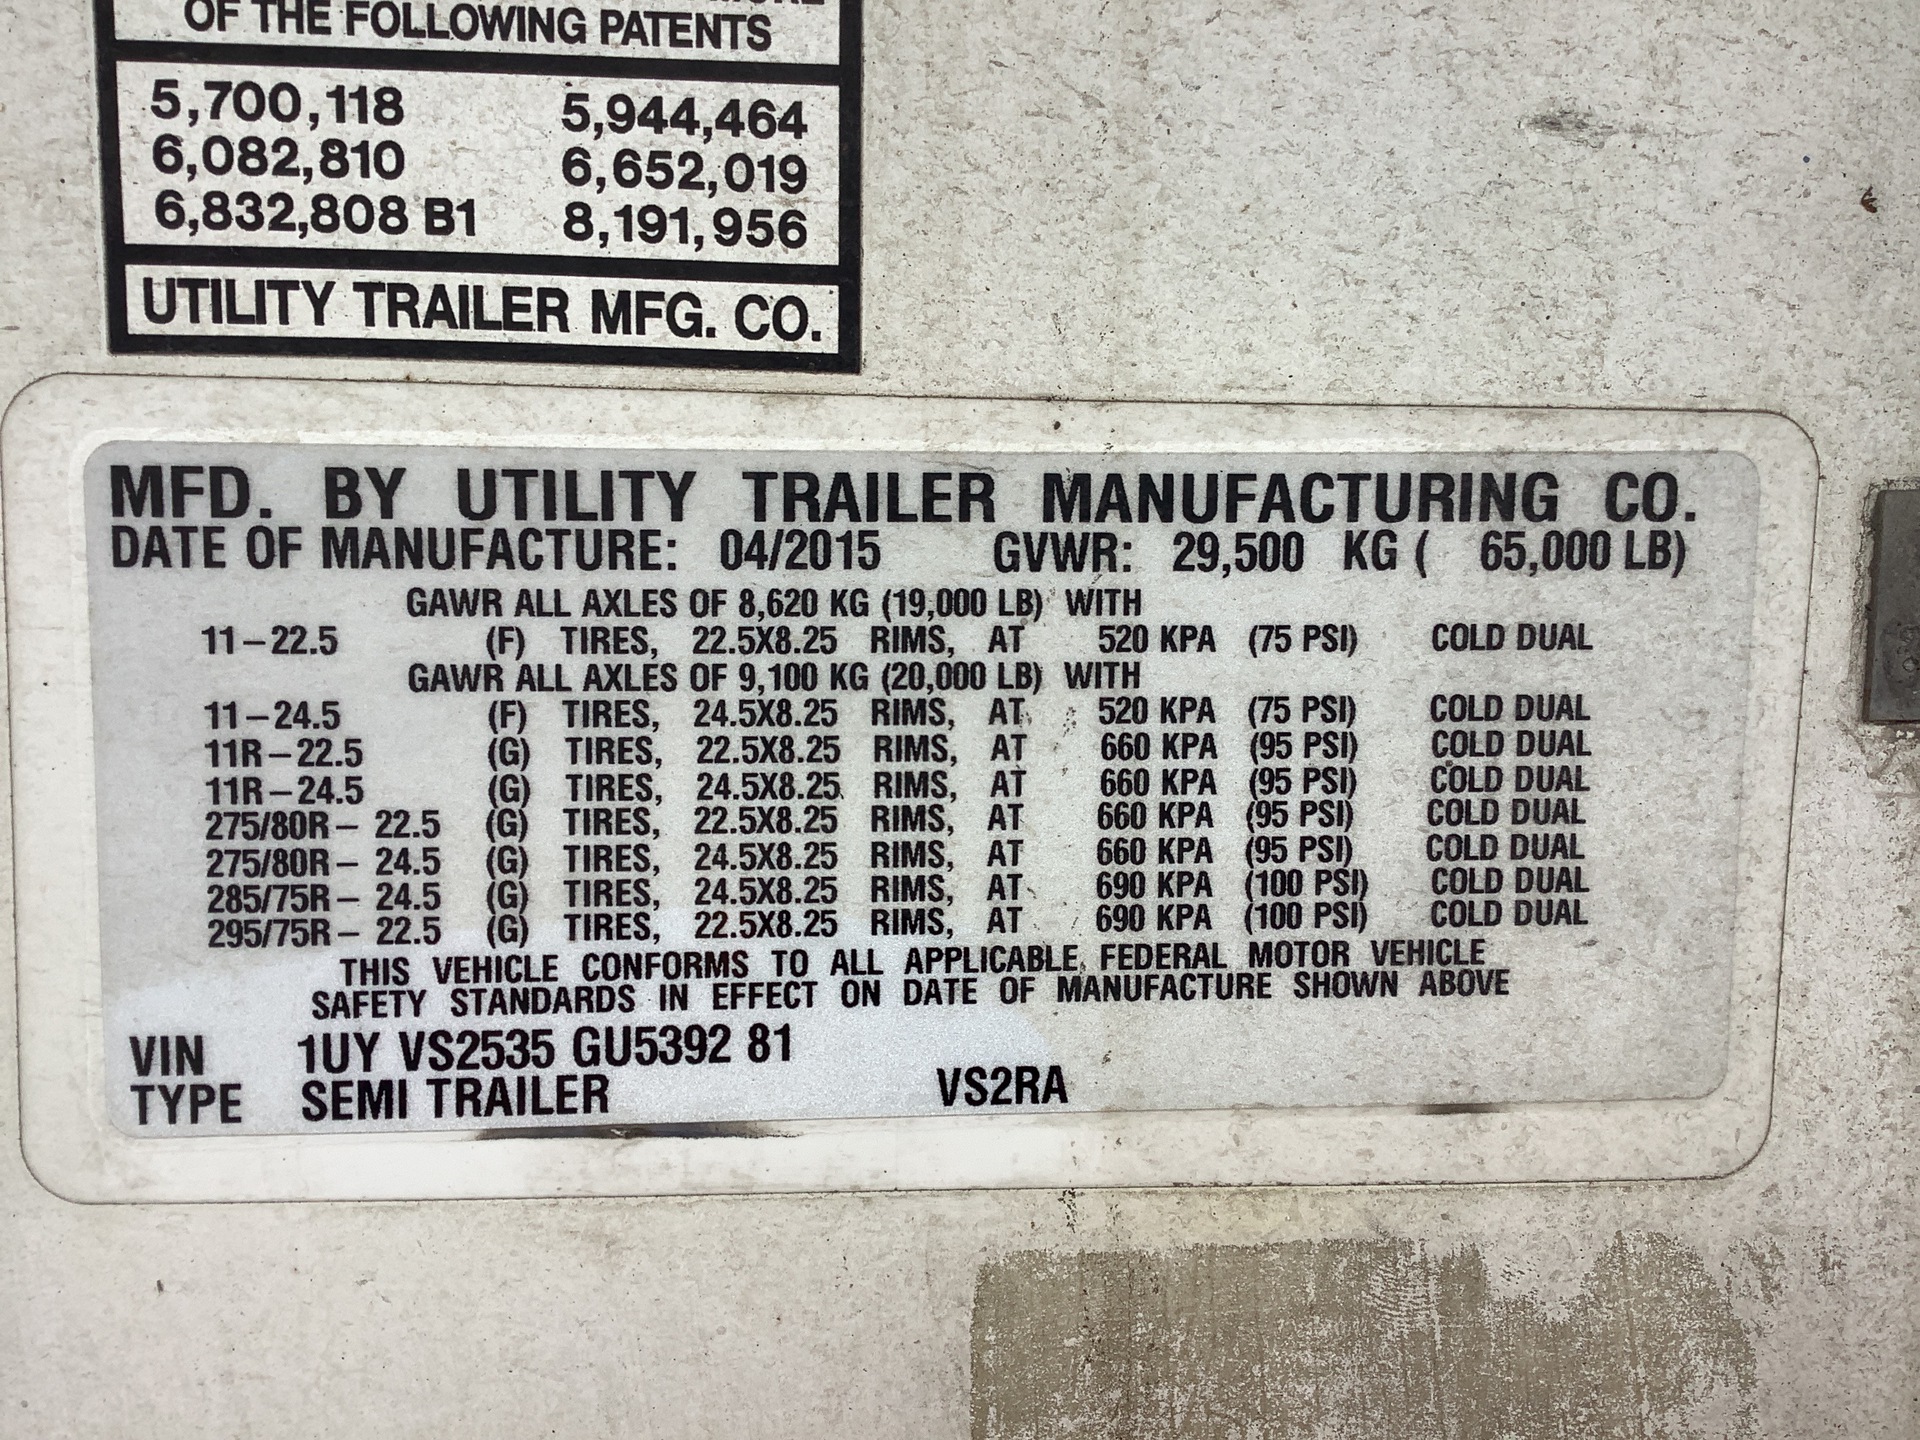 OF THE FOLLOWING PATENTS
5,700,118 5,944,464
6,082,810 6,652,019
6,832,808 B1 8,191,956
UTILITY TRAILER MFG. CO.
MFD. BY UTILITY TRAILER MANUFACTURING CO.
DATE OF MANUFACTURE: 04/2015 GVWR: 29,500 KG ( 65,000 LB)
GAWR ALL AXLES OF 8,620 KG (19,000 LB) WITH
11-22.5 (F) TIRES, 22.5X8.25 RIMS, AT 520 KPA (75 PSI) COLD DUAL
GAWR ALL AXLES OF 9,100 KG (20,000 LB) WITH
11-24.5 (F) TIRES, 24.5X8.25 RIMS, AT 520 KPA (75 PSI) COLD DUAL
11R-22.5 (G) TIRES, 22.5X8.25 RIMS, AT 660 KPA (95 PSI) COLD DUAL
11R-24.5 (G) TIRES, 24.5X8.25 RIMS, AT 660 KPA (95 PSI) COLD DUAL
275/80R- 22.5 (G) TIRES, 22.5X8.25 RIMS, AT 660 KPA (95 PSI) COLD DUAL
275/80R- 24.5 (G) TIRES, 24.5X8.25 RIMS, AT 660 KPA (95 PSI) COLD DUAL
285/75R- 24.5 (G) TIRES, 24.5X8.25 RIMS, AT 690 KPA (100 PSI) COLD DUAL
295/75R- 22.5 (G) TIRES, 22.5X8.25 RIMS, AT 690 KPA (100 PSI) COLD DUAL
THIS VEHICLE CONFORMS TO ALL APPLICABLE FEDERAL MOTOR VEHICLE
SAFETY STANDARDS IN EFFECT ON DATE OF MANUFACTURE SHOWN ABOVE
VIN 1UY VS2535 GU5392 81
TYPE SEMI TRAILER VS2RA